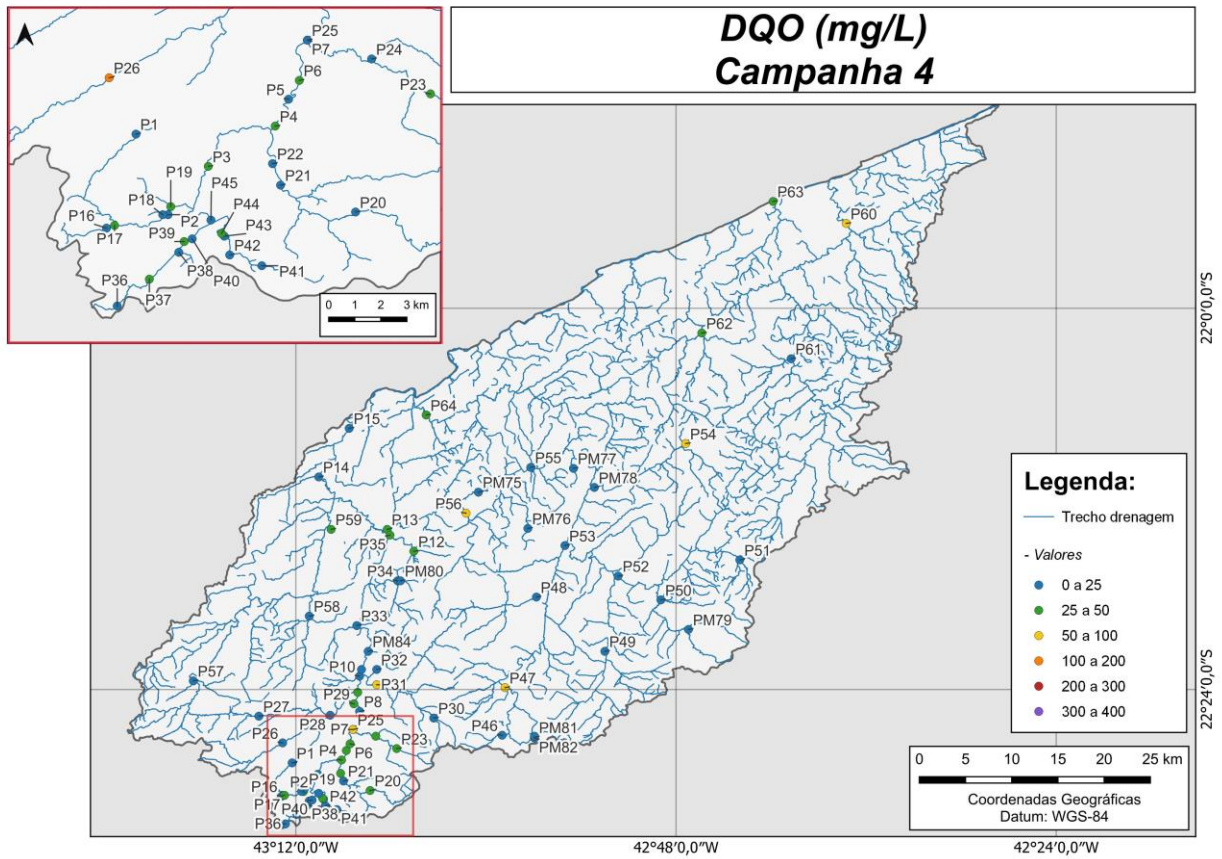 DQO (mg/L)
Campanha 4
P25
P7
P24
P26
P6
P23
P5
P4
P1
P3
P22
P19
P45
P21
P18
P44
P20
P16
P2
P43
P17
P39
P42
P38
P41
P36
P40
P37
0 1 2 3 km
P63
P60
22°0'0,0"S
P62
P61
P64
P15
P54
P55
PM77
P14
PM75
PM78
P56
P59
P13
PM76
P35
P12
P53
P51
P34
PM80
P52
P48
P50
P58
P33
PM79
PM84
P49
P10
P32
P57
P31
P47
22°24'0,0"S
P29
P8
P27
P28
P25
P30
P7
P46
PM81
P26
P23
PM82
P4
P6
P1
P21
P16
P2
P19
P20
P17
P42
P40
P38
P41
P36
Legenda:
Trecho drenagem
- Valores
0 a 25
25 a 50
50 a 100
100 a 200
200 a 300
300 a 400
0 5 10 15 20 25 km
Coordenadas Geográficas
Datum: WGS-84
43°12'0,0"W
42°48'0,0"W
42°24'0,0"W